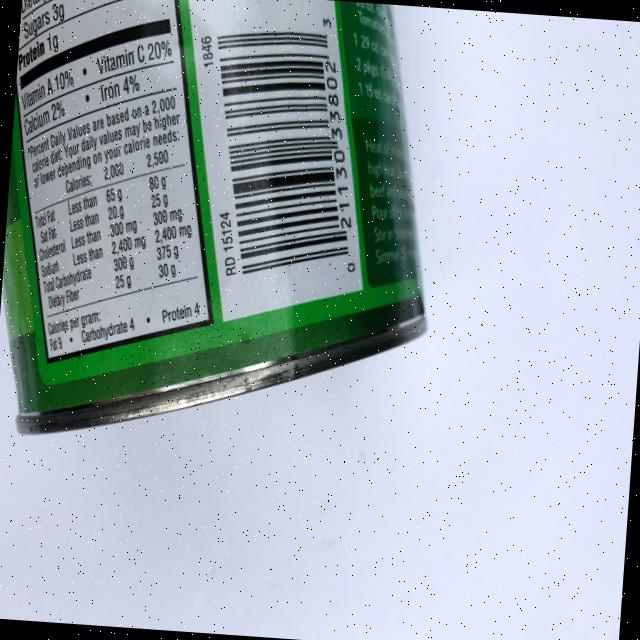 Sugars 3g
Protein 1g
Vitamin A 10% • Vitamin C 20%
Calcium 2% • Iron 4%
Percent Daily Values are based on a 2,000
calorie diet. Your daily values may be higher
or lower depending on your calorie needs:
Calories: 2,000 2,500
Total Fat Less than 65 g 80 g
Sat Fat Less than 20 g 25 g
Cholesterol Less than 300 mg 300 mg
Sodium Less than 2,400 mg 2,400 mg
Total Carbohydrate 300 g 375 g
Dietary Fiber 25 g 30 g
Calories per gram:
Fat 9 • Carbohydrate 4 • Protein 4
1846
RD 15124
0 21130 33802 3